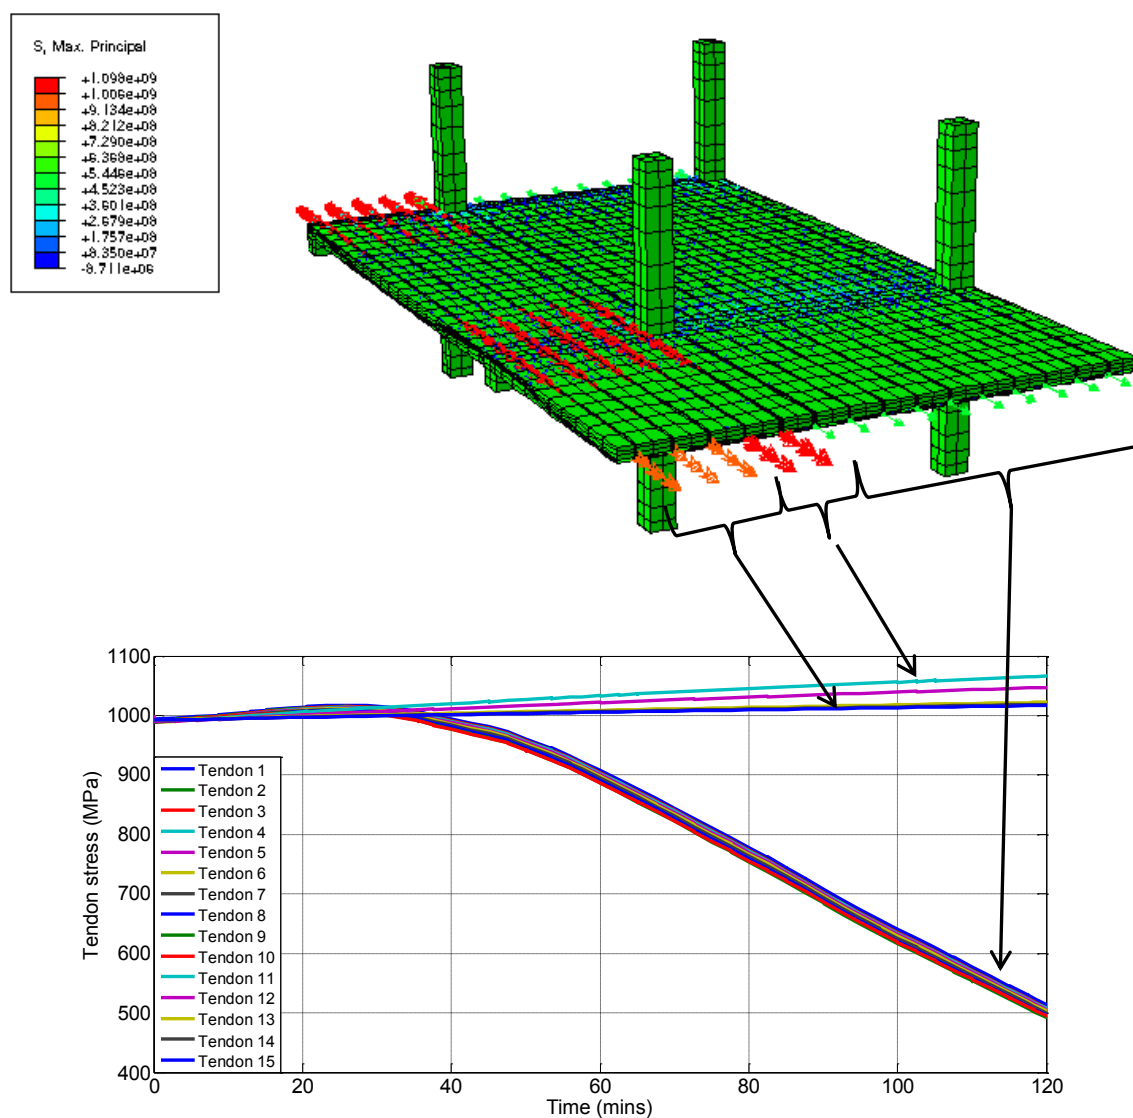 S, Max. Principal
+1.098e+09
+1.006e+09
+9.134e+08
+8.212e+08
+7.290e+08
+6.368e+08
+5.446e+08
+4.523e+08
+3.601e+08
+2.679e+08
+1.757e+08
+8.350e+07
-8.711e+06
1100
1000
900
800
700
600
500
400
Tendon stress (MPa)
Tendon 1
Tendon 2
Tendon 3
Tendon 4
Tendon 5
Tendon 6
Tendon 7
Tendon 8
Tendon 9
Tendon 10
Tendon 11
Tendon 12
Tendon 13
Tendon 14
Tendon 15
0
20
40
60
80
100
120
Time (mins)